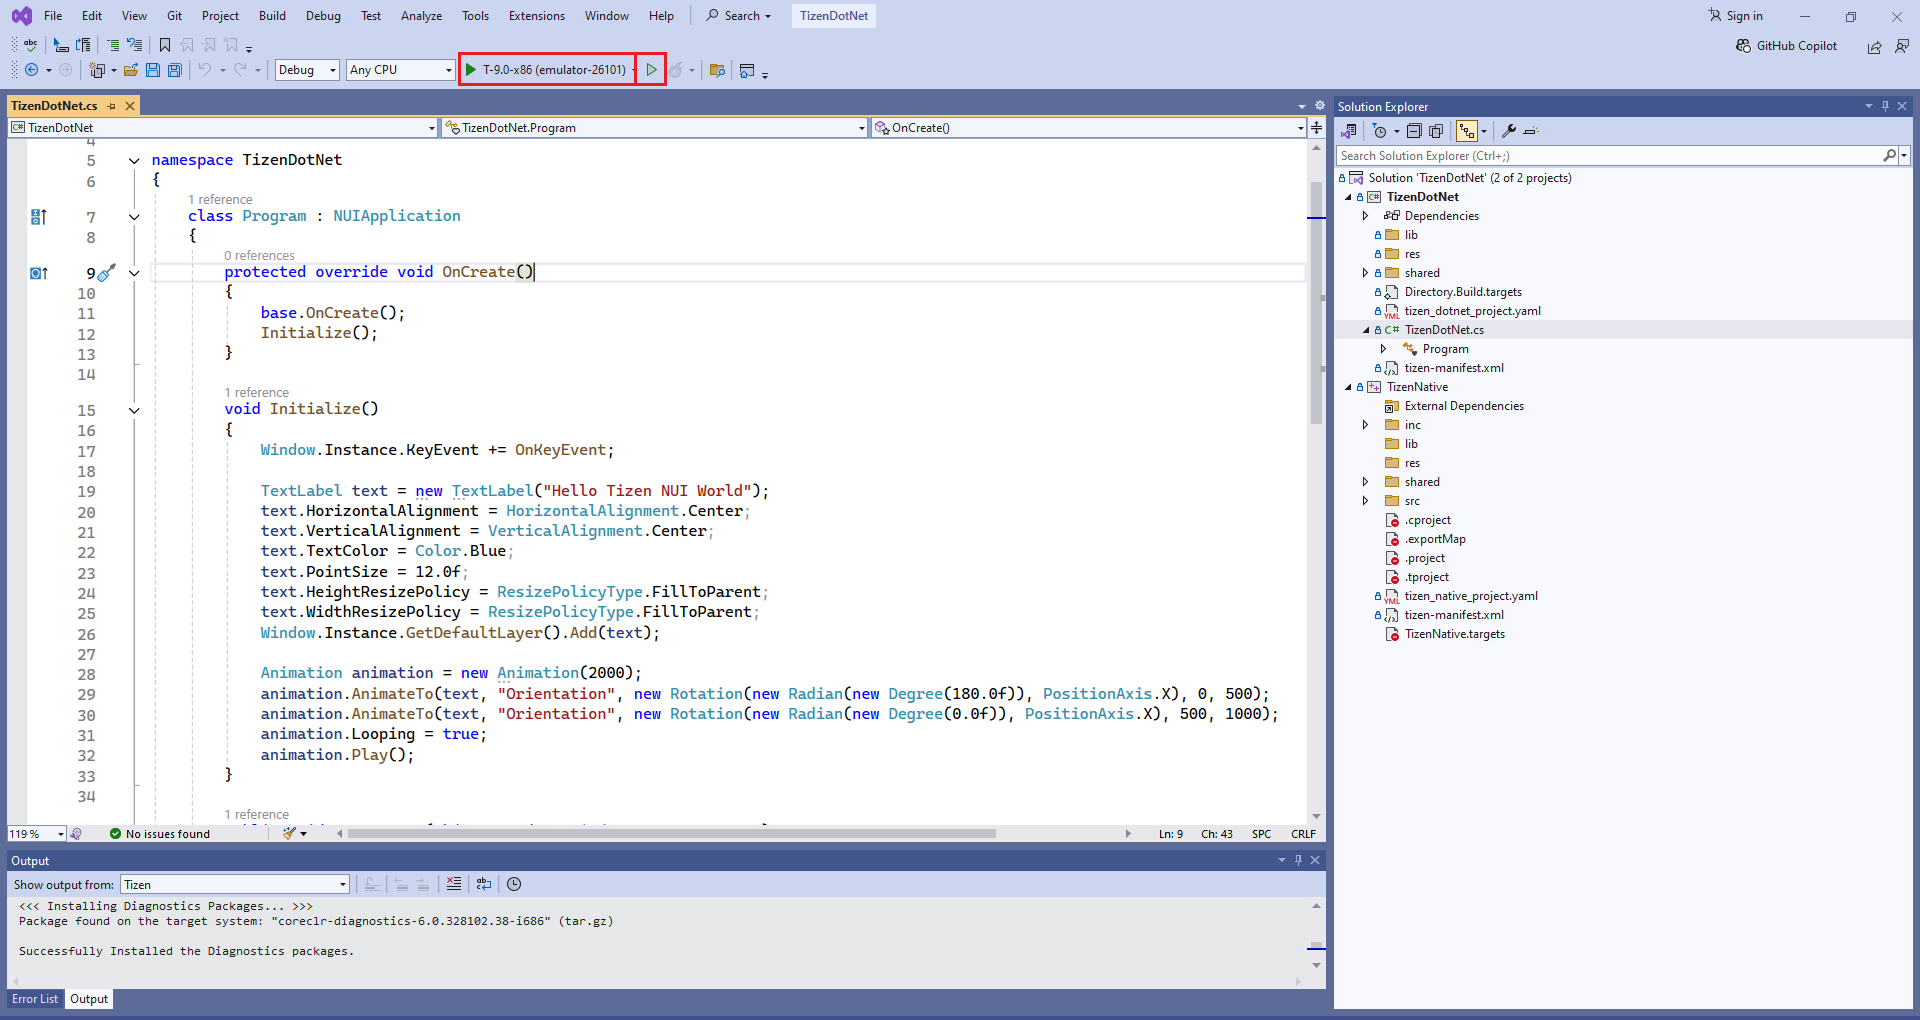 File Edit View Git Project Build Debug Test Analyze Tools Extensions Window Help Search TizenDotNet Sign in
abc
GitHub Copilot
Debug Any CPU T-9.0-x86 (emulator-26101)
TizenDotNet.cs
TizenDotNet TizenDotNet.Program OnCreate()
4
5 namespace TizenDotNet
6 {
1 reference
7 class Program : NUIApplication
8 {
0 references
9 protected override void OnCreate()
10 {
11 base.OnCreate();
12 Initialize();
13 }
14
1 reference
15 void Initialize()
16 {
17 Window.Instance.KeyEvent += OnKeyEvent;
18
19 TextLabel text = new TextLabel("Hello Tizen NUI World");
20 text.HorizontalAlignment = HorizontalAlignment.Center;
21 text.VerticalAlignment = VerticalAlignment.Center;
22 text.TextColor = Color.Blue;
23 text.PointSize = 12.0f;
24 text.HeightResizePolicy = ResizePolicyType.FillToParent;
25 text.WidthResizePolicy = ResizePolicyType.FillToParent;
26 Window.Instance.GetDefaultLayer().Add(text);
27
28 Animation animation = new Animation(2000);
29 animation.AnimateTo(text, "Orientation", new Rotation(new Radian(new Degree(180.0f)), PositionAxis.X), 0, 500);
30 animation.AnimateTo(text, "Orientation", new Rotation(new Radian(new Degree(0.0f)), PositionAxis.X), 500, 1000);
31 animation.Looping = true;
32 animation.Play();
33 }
34
1 reference
119 % No issues found Ln: 9 Ch: 43 SPC CRLF
Output
Show output from: Tizen
<<< Installing Diagnostics Packages... >>>
Package found on the target system: "coreclr-diagnostics-6.0.328102.38-i686" (tar.gz)
Successfully Installed the Diagnostics packages.
Error List Output
Solution Explorer
Search Solution Explorer (Ctrl+;)
Solution 'TizenDotNet' (2 of 2 projects)
TizenDotNet
Dependencies
lib
res
shared
Directory.Build.targets
tizen_dotnet_project.yaml
TizenDotNet.cs
Program
tizen-manifest.xml
TizenNative
External Dependencies
inc
lib
res
shared
src
.cproject
.exportMap
.project
.tproject
tizen_native_project.yaml
tizen-manifest.xml
TizenNative.targets